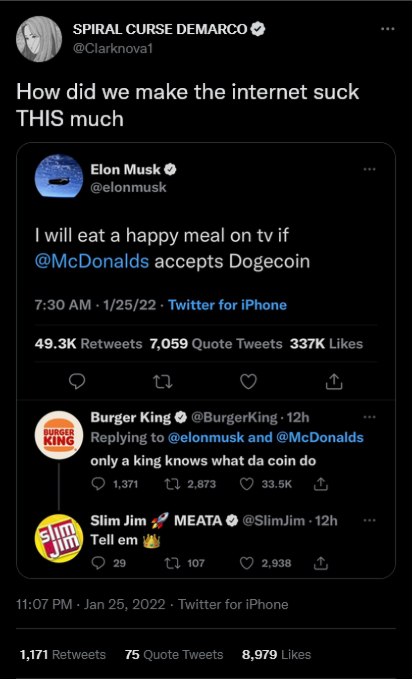 SPIRAL CURSE DEMARCO
@Clarknova1
How did we make the internet suck
THIS much
Elon Musk
@elonmusk
I will eat a happy meal on tv if
@McDonalds accepts Dogecoin
7:30 AM · 1/25/22 · Twitter for iPhone
49.3K Retweets 7,059 Quote Tweets 337K Likes
BURGER
KING
Burger King @BurgerKing · 12h
Replying to @elonmusk and @McDonalds
only a king knows what da coin do
1,371 2,873 33.5K
Slim
Jim
Slim Jim 🚀 MEATA @SlimJim · 12h
Tell em 👑
29 107 2,938
11:07 PM · Jan 25, 2022 · Twitter for iPhone
1,171 Retweets 75 Quote Tweets 8,979 Likes